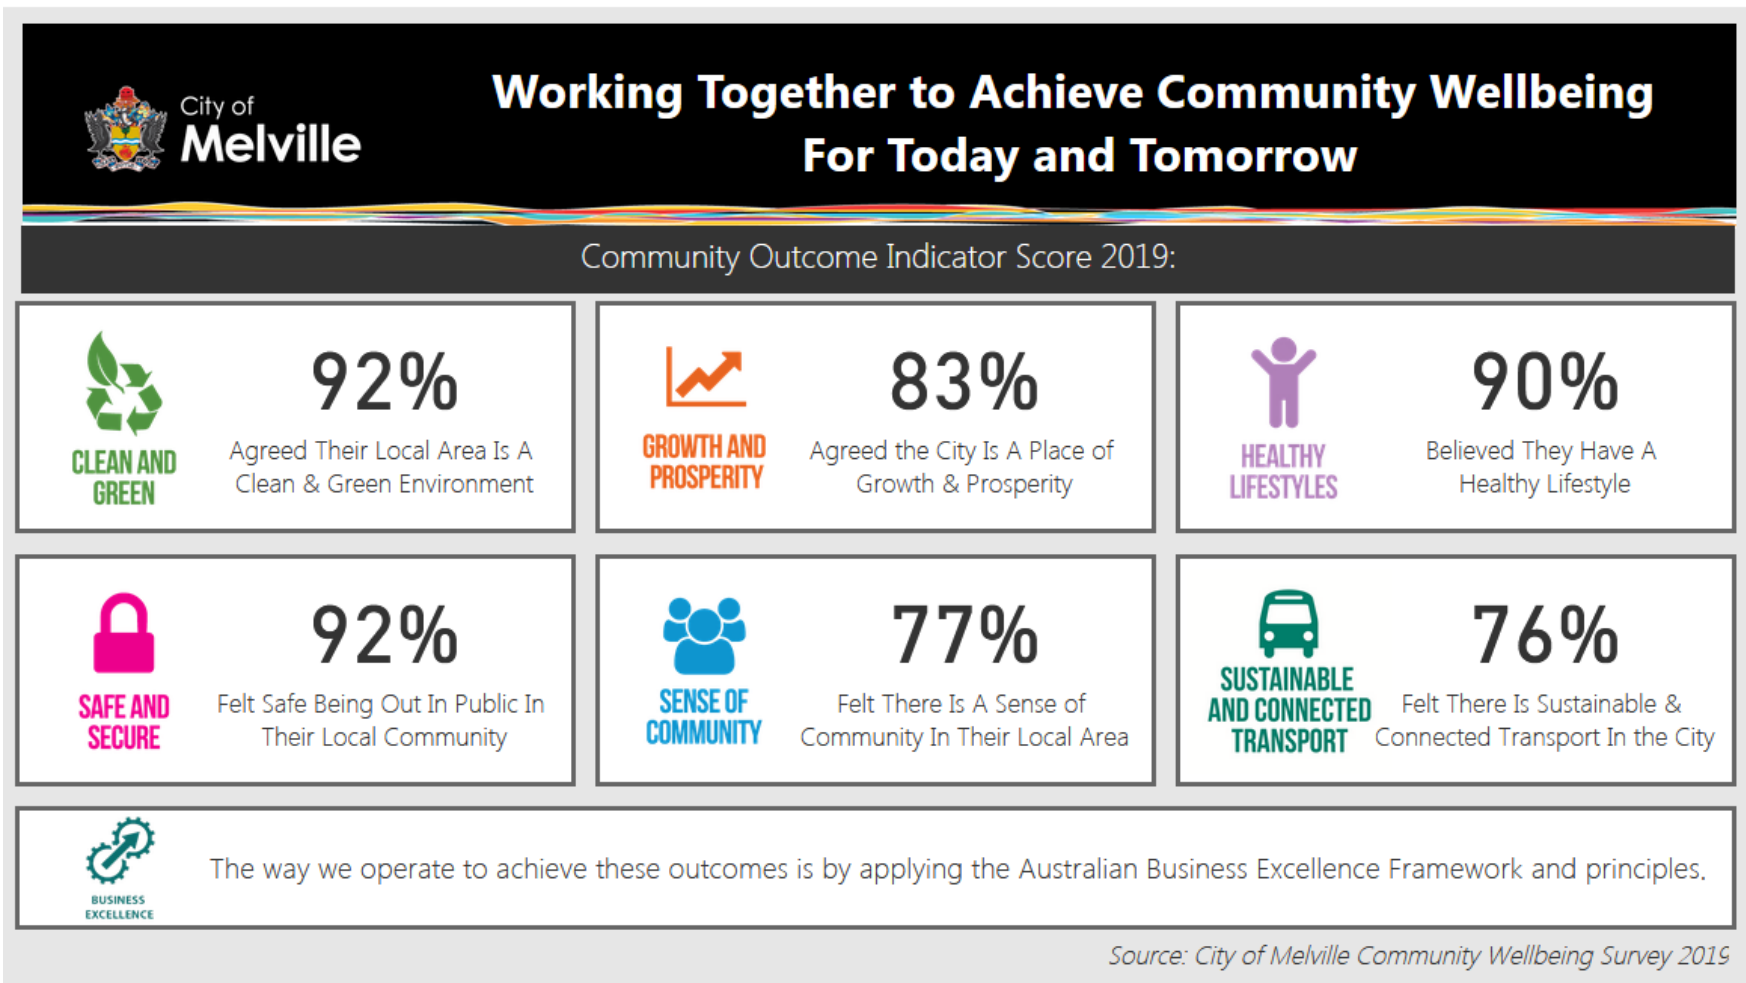 City of
Melville
Working Together to Achieve Community Wellbeing
For Today and Tomorrow
Community Outcome Indicator Score 2019:
CLEAN AND
GREEN
92%
Agreed Their Local Area Is A
Clean & Green Environment
GROWTH AND
PROSPERITY
83%
Agreed the City Is A Place of
Growth & Prosperity
HEALTHY
LIFESTYLES
90%
Believed They Have A
Healthy Lifestyle
SAFE AND
SECURE
92%
Felt Safe Being Out In Public In
Their Local Community
SENSE OF
COMMUNITY
77%
Felt There Is A Sense of
Community In Their Local Area
SUSTAINABLE
AND CONNECTED
TRANSPORT
76%
Felt There Is Sustainable &
Connected Transport In the City
BUSINESS
EXCELLENCE
The way we operate to achieve these outcomes is by applying the Australian Business Excellence Framework and principles.
Source: City of Melville Community Wellbeing Survey 2019